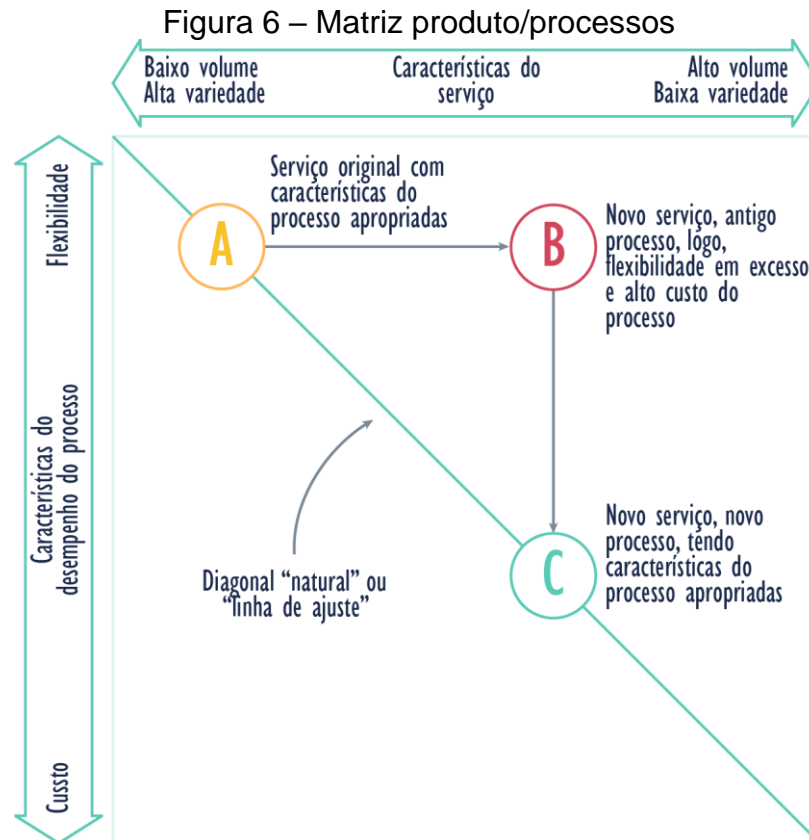 Figura 6 – Matriz produto/processos
Baixo volume
Alta variedade
Características do
serviço
Alto volume
Baixa variedade
Flexibilidade
Características do
desempenho do processo
Cussto
Serviço original com
características do
processo apropriadas
A
B
Novo serviço, antigo
processo, logo,
flexibilidade em excesso
e alto custo do
processo
Diagonal “natural” ou
“linha de ajuste”
C
Novo serviço, novo
processo, tendo
características do
processo apropriadas